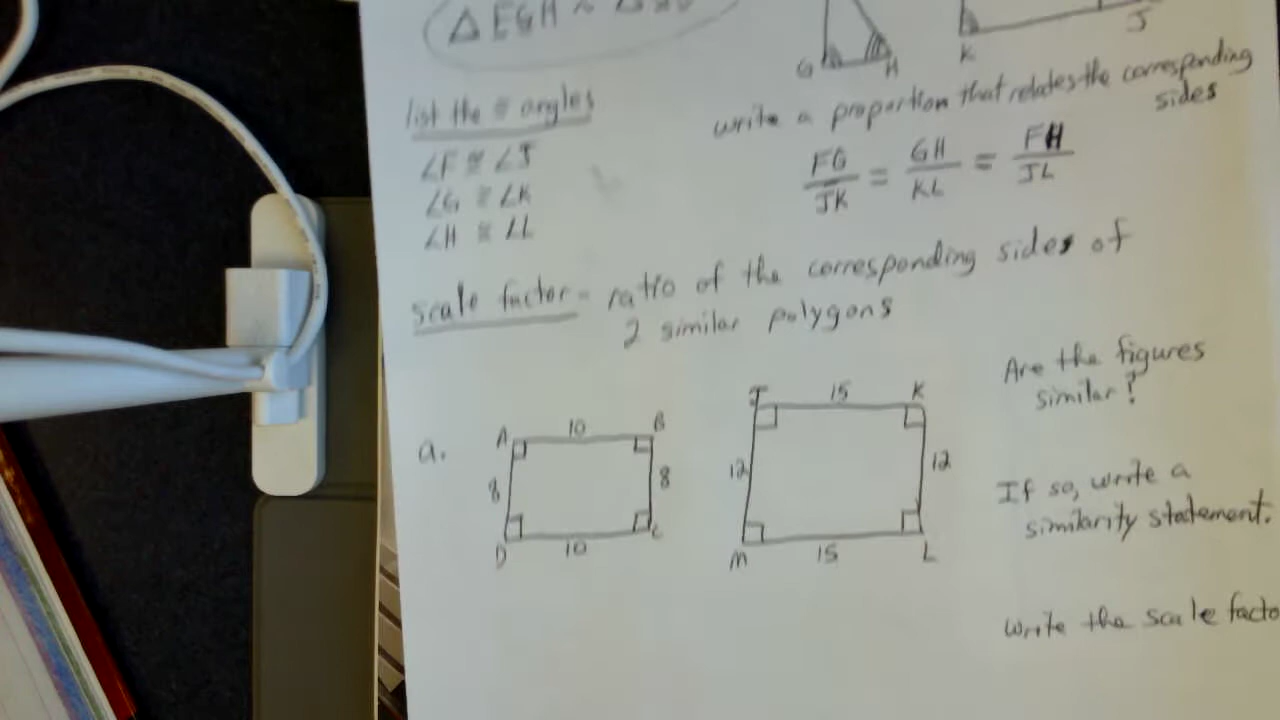 △EGH ~
G H K J
list the ≅ angles
write a proportion that relates the corresponding
sides
∠F ≅ ∠J
∠G ≅ ∠K
∠H ≅ ∠L
FG/JK = GH/KL = FH/JL
scale factor - ratio of the corresponding sides of
2 similar polygons
Are the figures
similar?
a.
A 10 B
8 8
D 10 C
J 15 K
12 12
M 15 L
If so, write a
similarity statement.
Write the scale facto